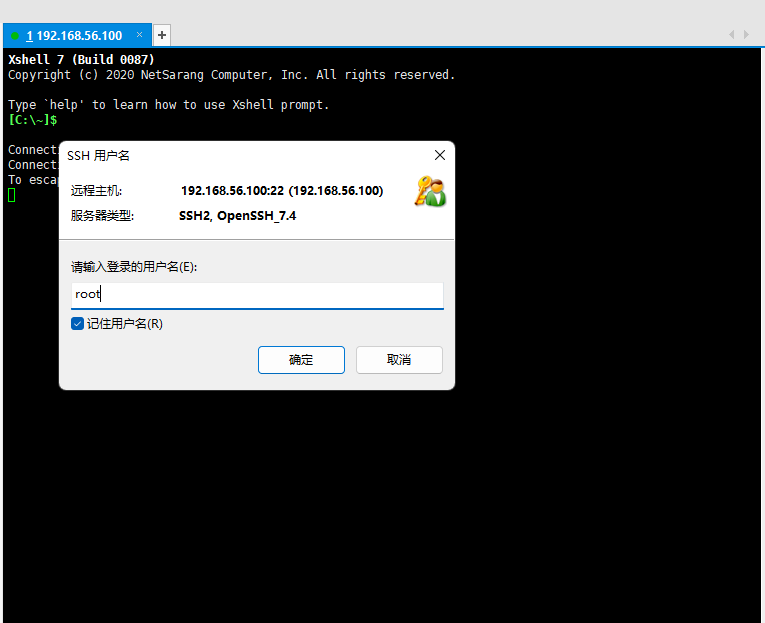 1 192.168.56.100 × +
Xshell 7 (Build 0087)
Copyright (c) 2020 NetSarang Computer, Inc. All rights reserved.
Type `help' to learn how to use Xshell prompt.
[C:\~]$
Connect
Connect
To escap
SSH 用户名
远程主机: 192.168.56.100:22 (192.168.56.100)
服务器类型: SSH2, OpenSSH_7.4
请输入登录的用户名(E):
root
记住用户名(R)
确定 取消